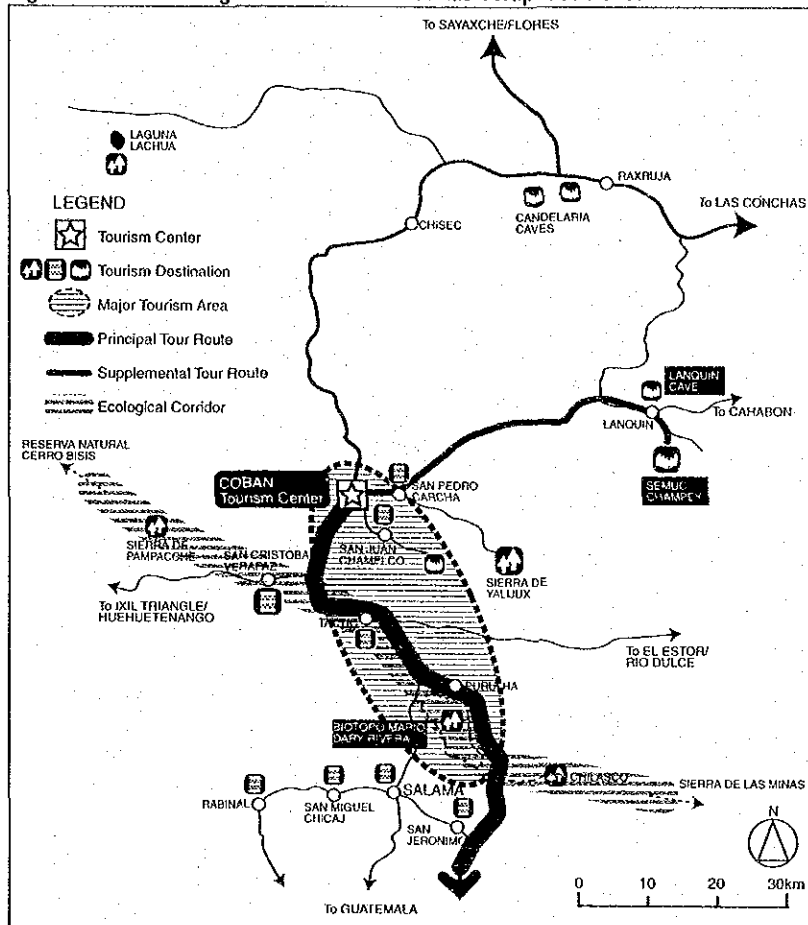 To SAYAXCHE/FLORES
LAGUNA
LACHUA
RAXRUJA
To LAS CONCHAS
CANDELARIA
CAVES
CHISEC
LEGEND
Tourism Center
Tourism Destination
Major Tourism Area
Principal Tour Route
Supplemental Tour Route
Ecological Corridor
LANQUIN
CAVE
LANQUIN
To CAHABON
SEMUC
CHAMPEY
RESERVA NATURAL
CERRO BISIS
COBAN
Tourism Center
SAN PEDRO
CARCHA
SIERRA DE
PAMPACCHE
SAN JUAN
CHAMELCO
SAN CRISTOBA
VERAPAZ
SIERRA DE
YALIJUX
To IXIL TRIANGLE/
HUEHUETENANGO
TACTIC
To EL ESTOR/
RIO DULCE
PURULHA
BIOTOPO MARIO
DARY RIVERA
CHILASCO
SIERRA DE LAS MINAS
SALAMA
RABINAL
SAN MIGUEL
CHICAJ
SAN
JERONIMO
N
0 10 20 30km
To GUATEMALA